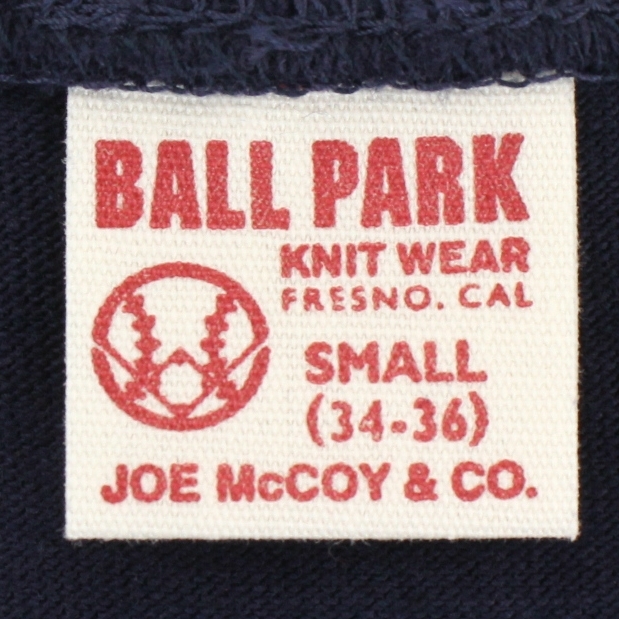 BALL PARK
KNIT WEAR
FRESNO. CAL
SMALL
(34-36)
JOE McCOY & CO.